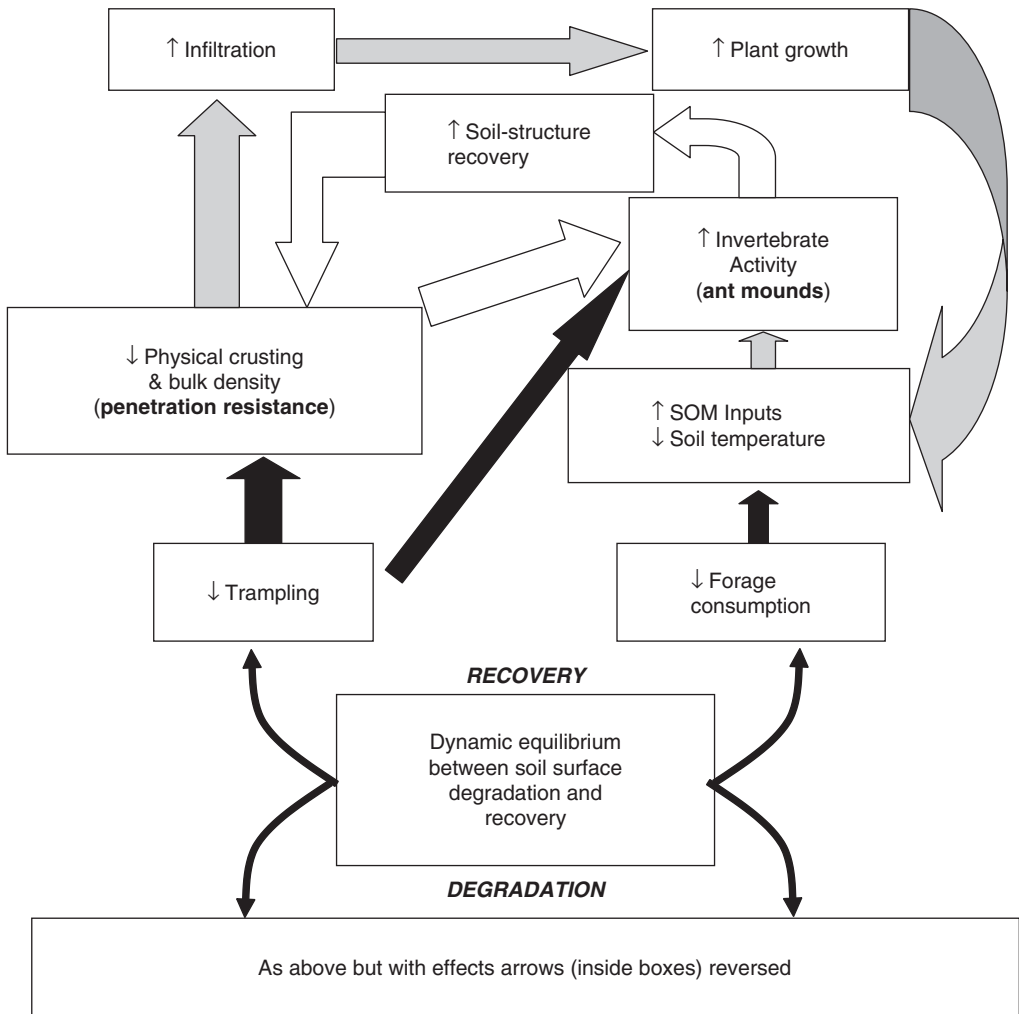 ↑ Infiltration
↑ Plant growth
↑ Soil-structure
recovery
↑ Invertebrate
Activity
(ant mounds)
↓ Physical crusting
& bulk density
(penetration resistance)
↑ SOM Inputs
↓ Soil temperature
↓ Trampling
↓ Forage
consumption
RECOVERY
Dynamic equilibrium
between soil surface
degradation and
recovery
DEGRADATION
As above but with effects arrows (inside boxes) reversed